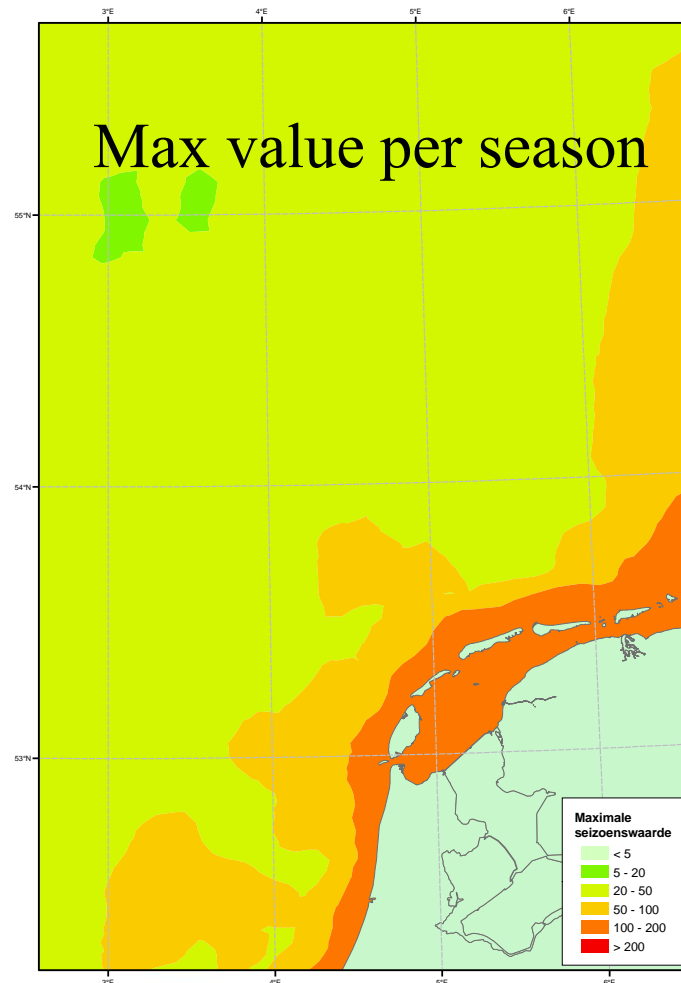 3°E 4°E 5°E 6°E
Max value per season
55°N
54°N
53°N
Maximale
seizoenswaarde
< 5
5 - 20
20 - 50
50 - 100
100 - 200
> 200
3°E 4°E 5°E 6°E